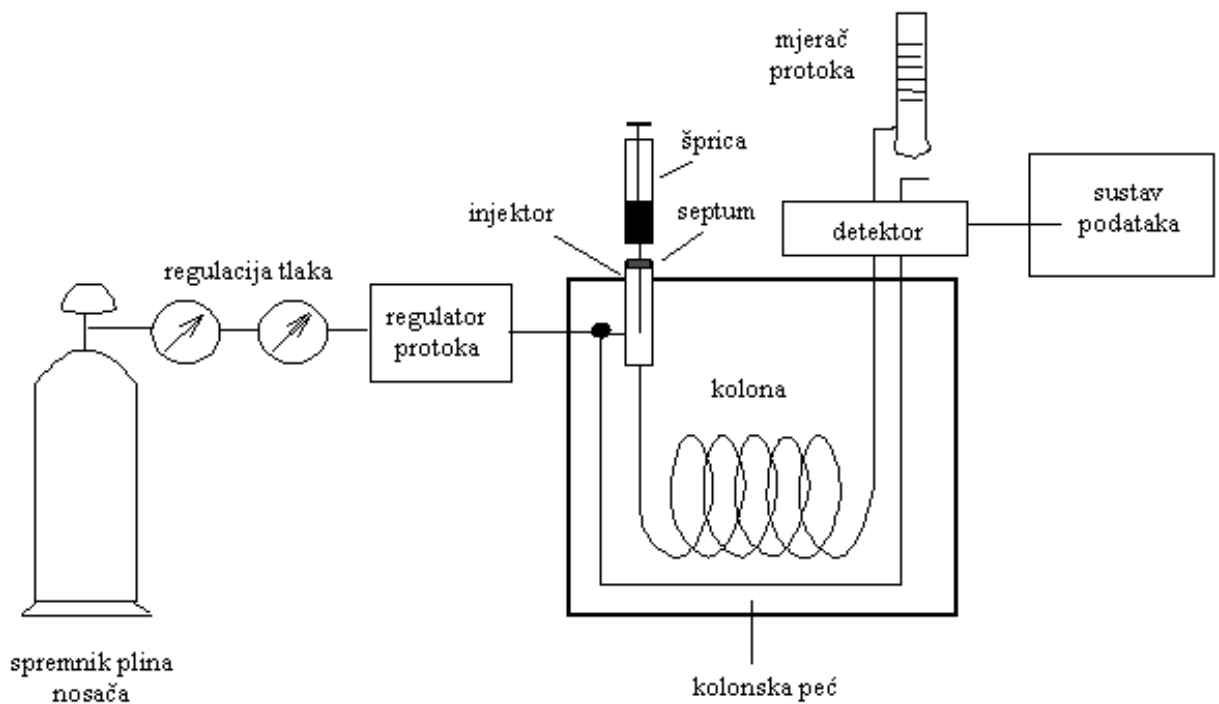 mjerač
protoka
šprica
injektor
septum
sustav
podataka
detektor
regulacija tlaka
regulator
protoka
kolona
spremnik plina
nosača
kolonska peć